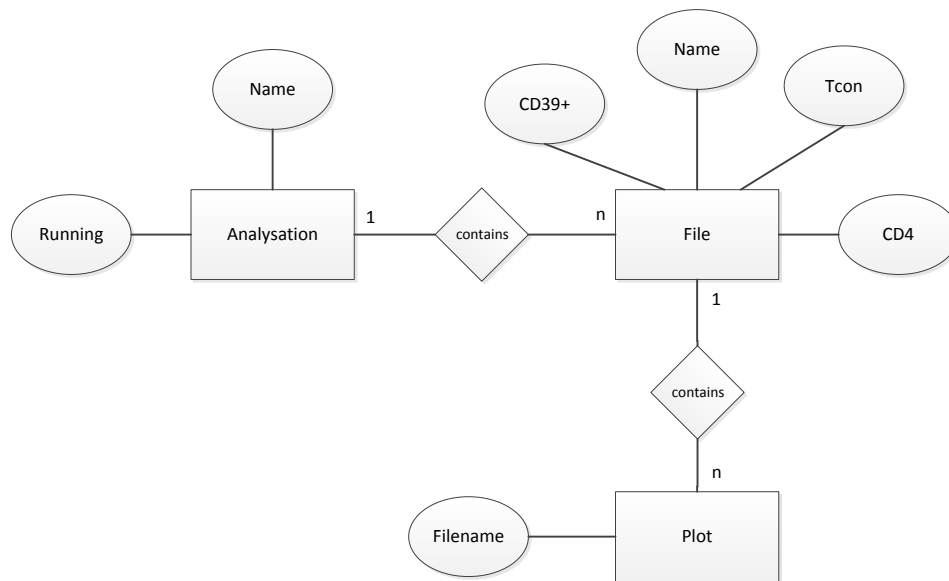 Name
Name
CD39+
Tcon
Running
Analysation
1
contains
n
File
CD4
1
contains
n
Filename
Plot